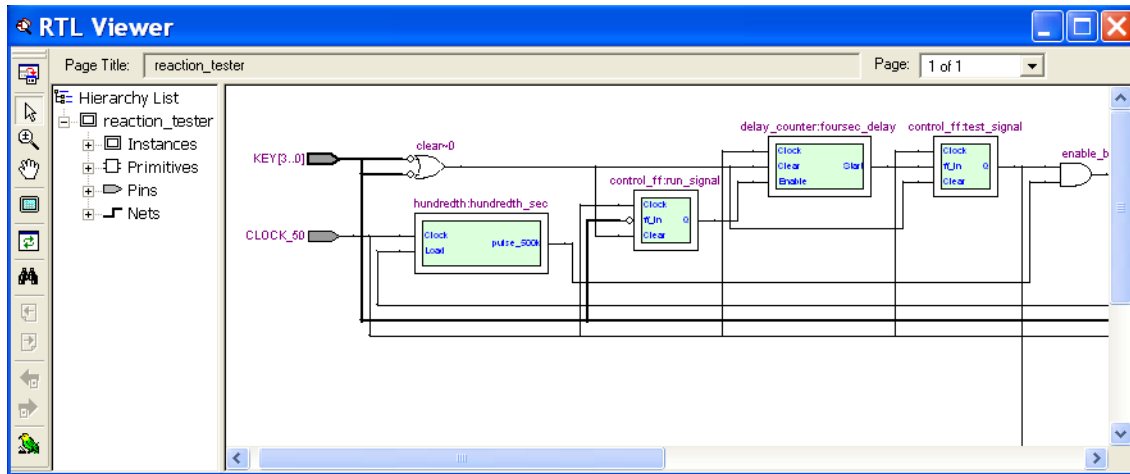 RTL Viewer
Page Title: reaction_tester Page: 1 of 1
Hierarchy List
reaction_tester
Instances
Primitives
Pins
Nets
KEY[3..0]
CLOCK_50
clear~0
hundredth:hundredth_sec
Clock
Load
pulse_500k
control_ff:run_signal
Clock
ff_in
Clear
Q
delay_counter:foursec_delay
Clock
Clear
Enable
Start
control_ff:test_signal
Clock
ff_in
Clear
Q
enable_b